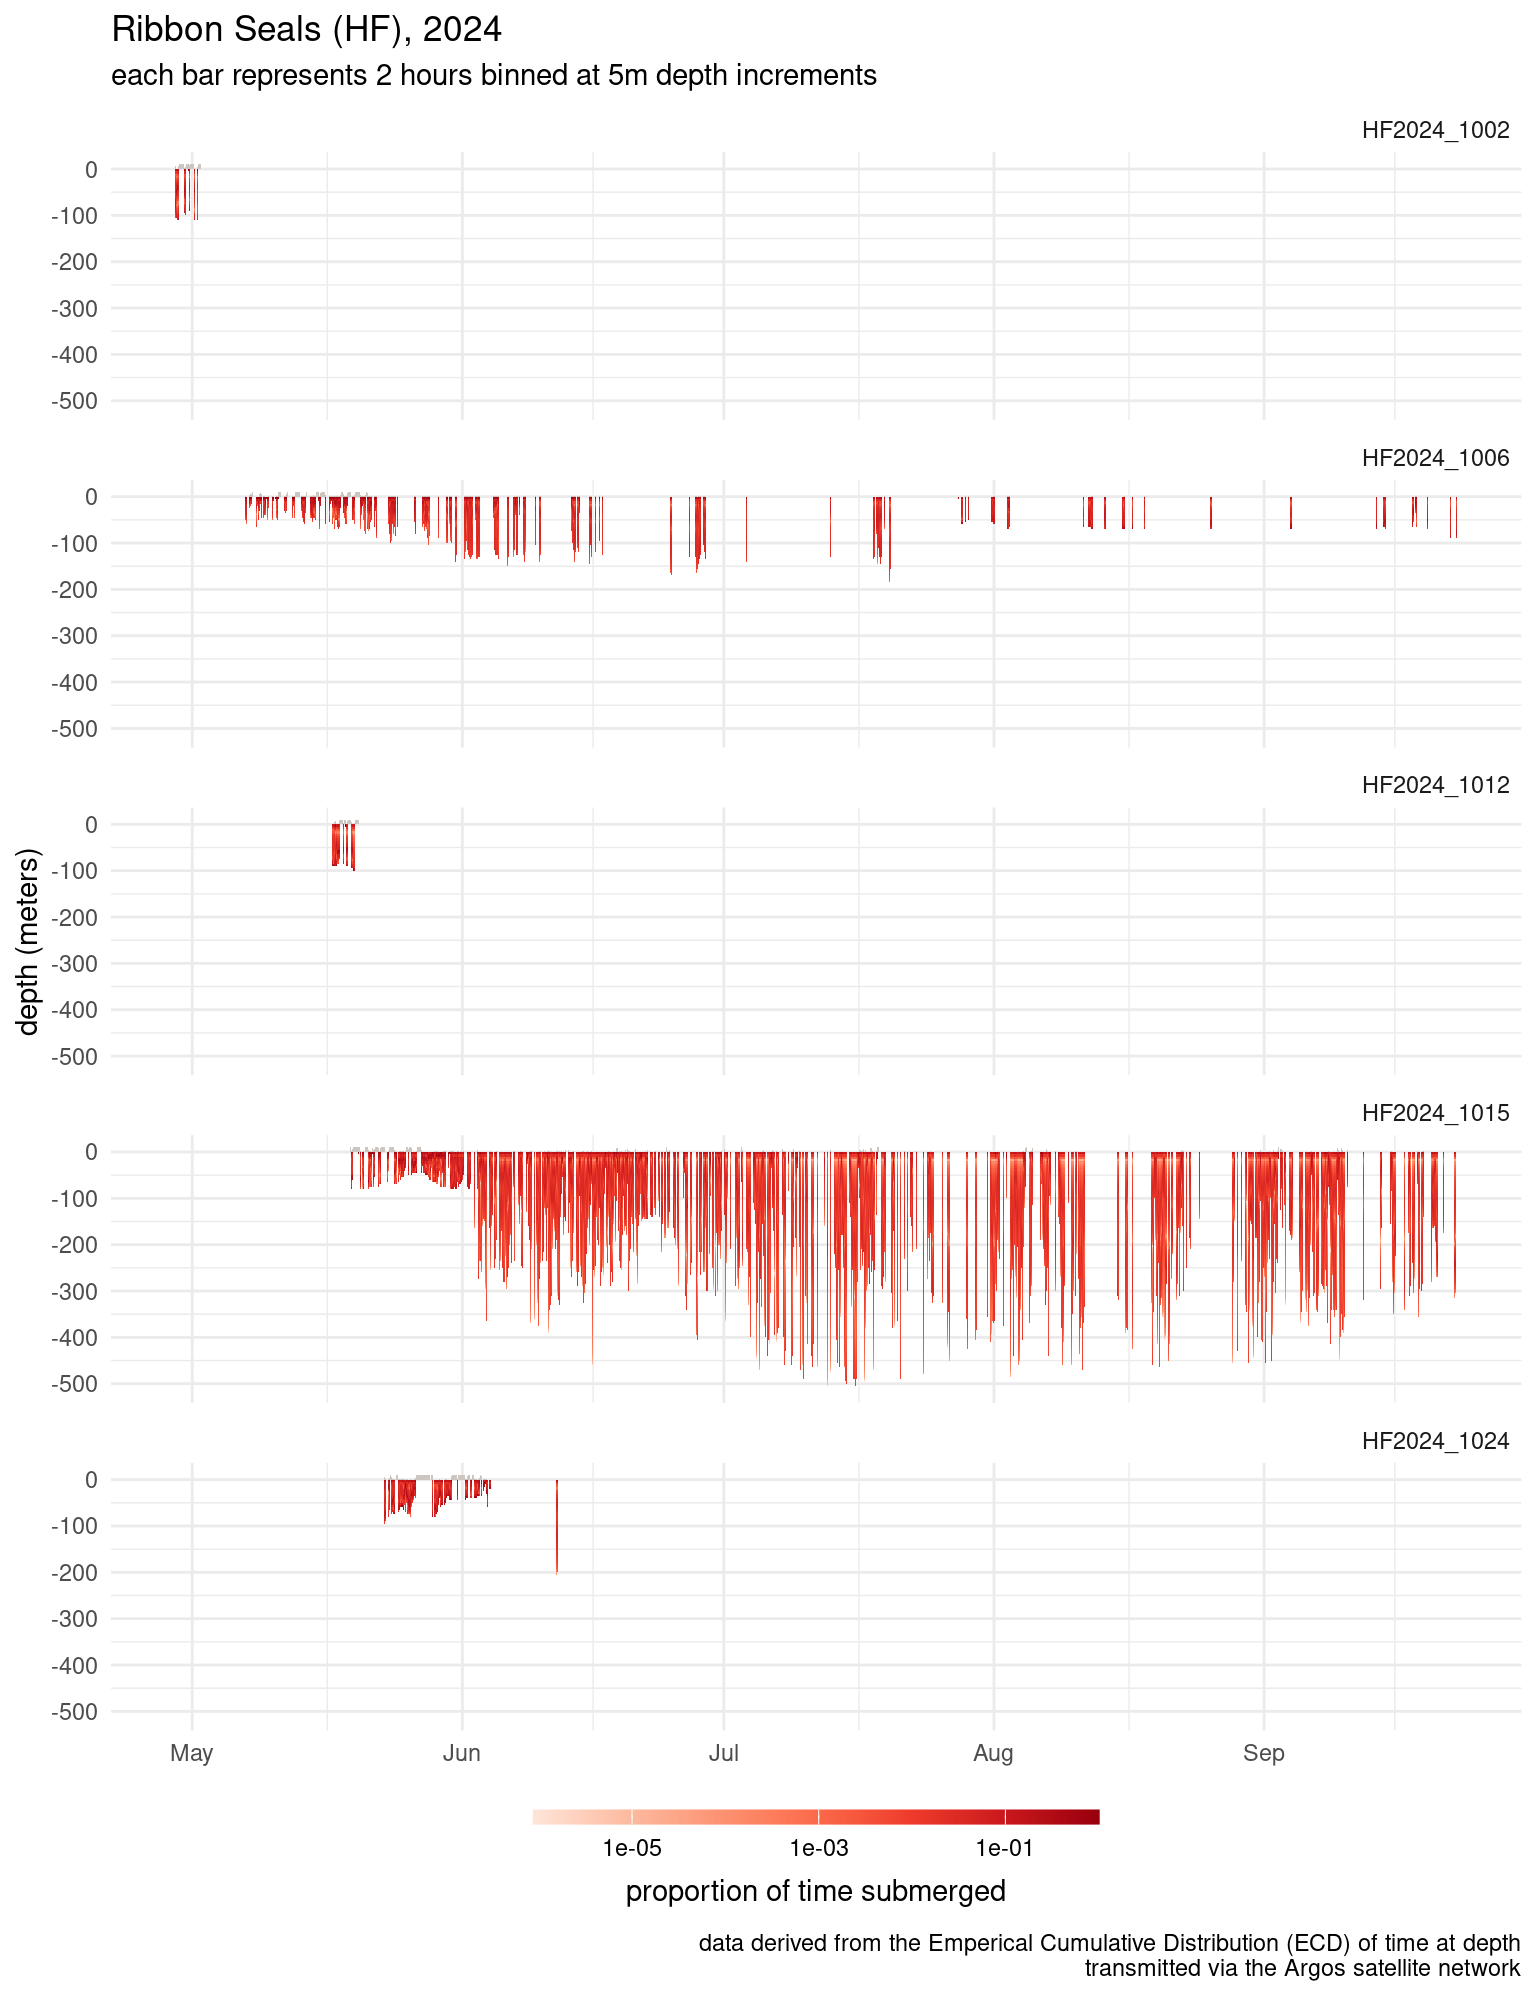 Ribbon Seals (HF), 2024
each bar represents 2 hours binned at 5m depth increments
HF2024_1002
0
-100
-200
-300
-400
-500
HF2024_1006
0
-100
-200
-300
-400
-500
HF2024_1012
0
-100
-200
-300
-400
-500
depth (meters)
HF2024_1015
0
-100
-200
-300
-400
-500
HF2024_1024
0
-100
-200
-300
-400
-500
May Jun Jul Aug Sep
1e-05 1e-03 1e-01
proportion of time submerged
data derived from the Emperical Cumulative Distribution (ECD) of time at depth
transmitted via the Argos satellite network